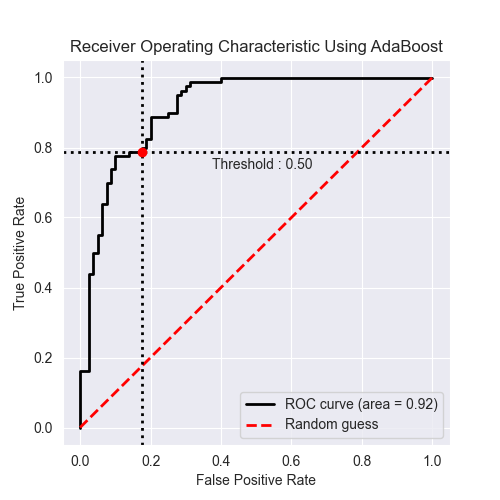 Receiver Operating Characteristic Using AdaBoost
1.0
0.8
0.6
0.4
0.2
0.0
True Positive Rate
Threshold : 0.50
ROC curve (area = 0.92)
Random guess
0.0 0.2 0.4 0.6 0.8 1.0
False Positive Rate